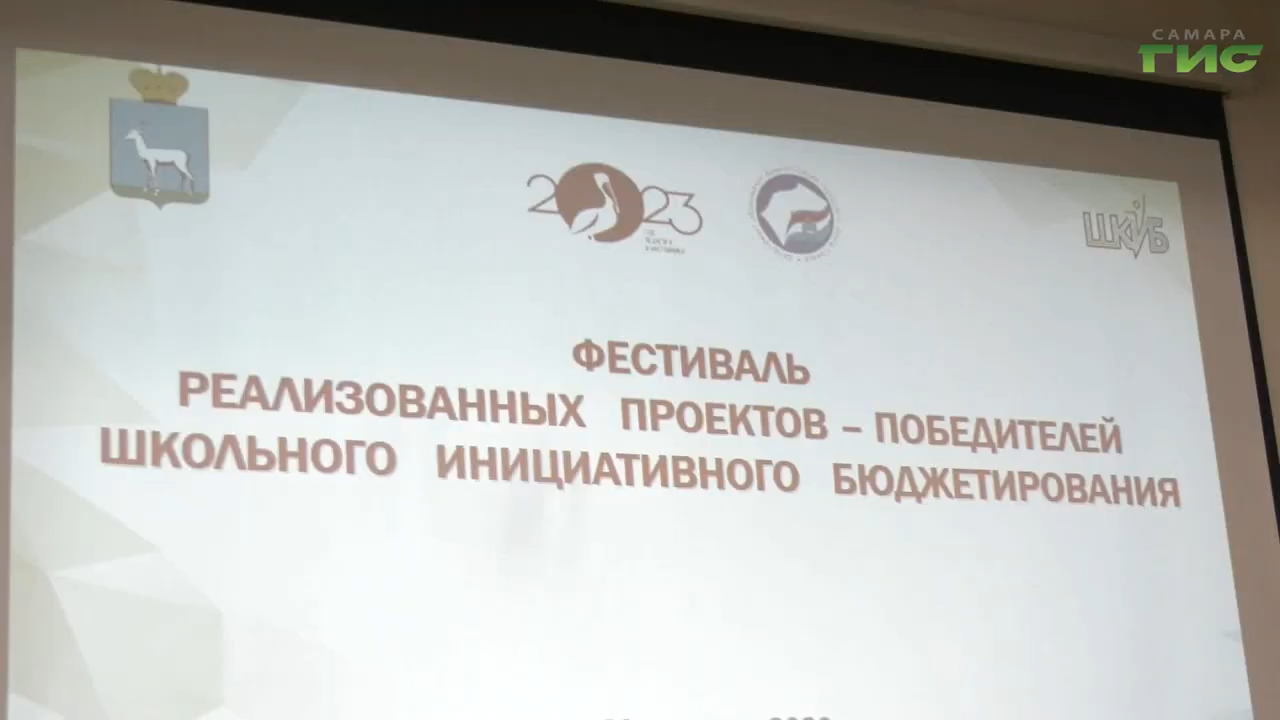 САМАРА
ГИС
2023
ШКИБ
ФЕСТИВАЛЬ
РЕАЛИЗОВАННЫХ ПРОЕКТОВ – ПОБЕДИТЕЛЕЙ
ШКОЛЬНОГО ИНИЦИАТИВНОГО БЮДЖЕТИРОВАНИЯ